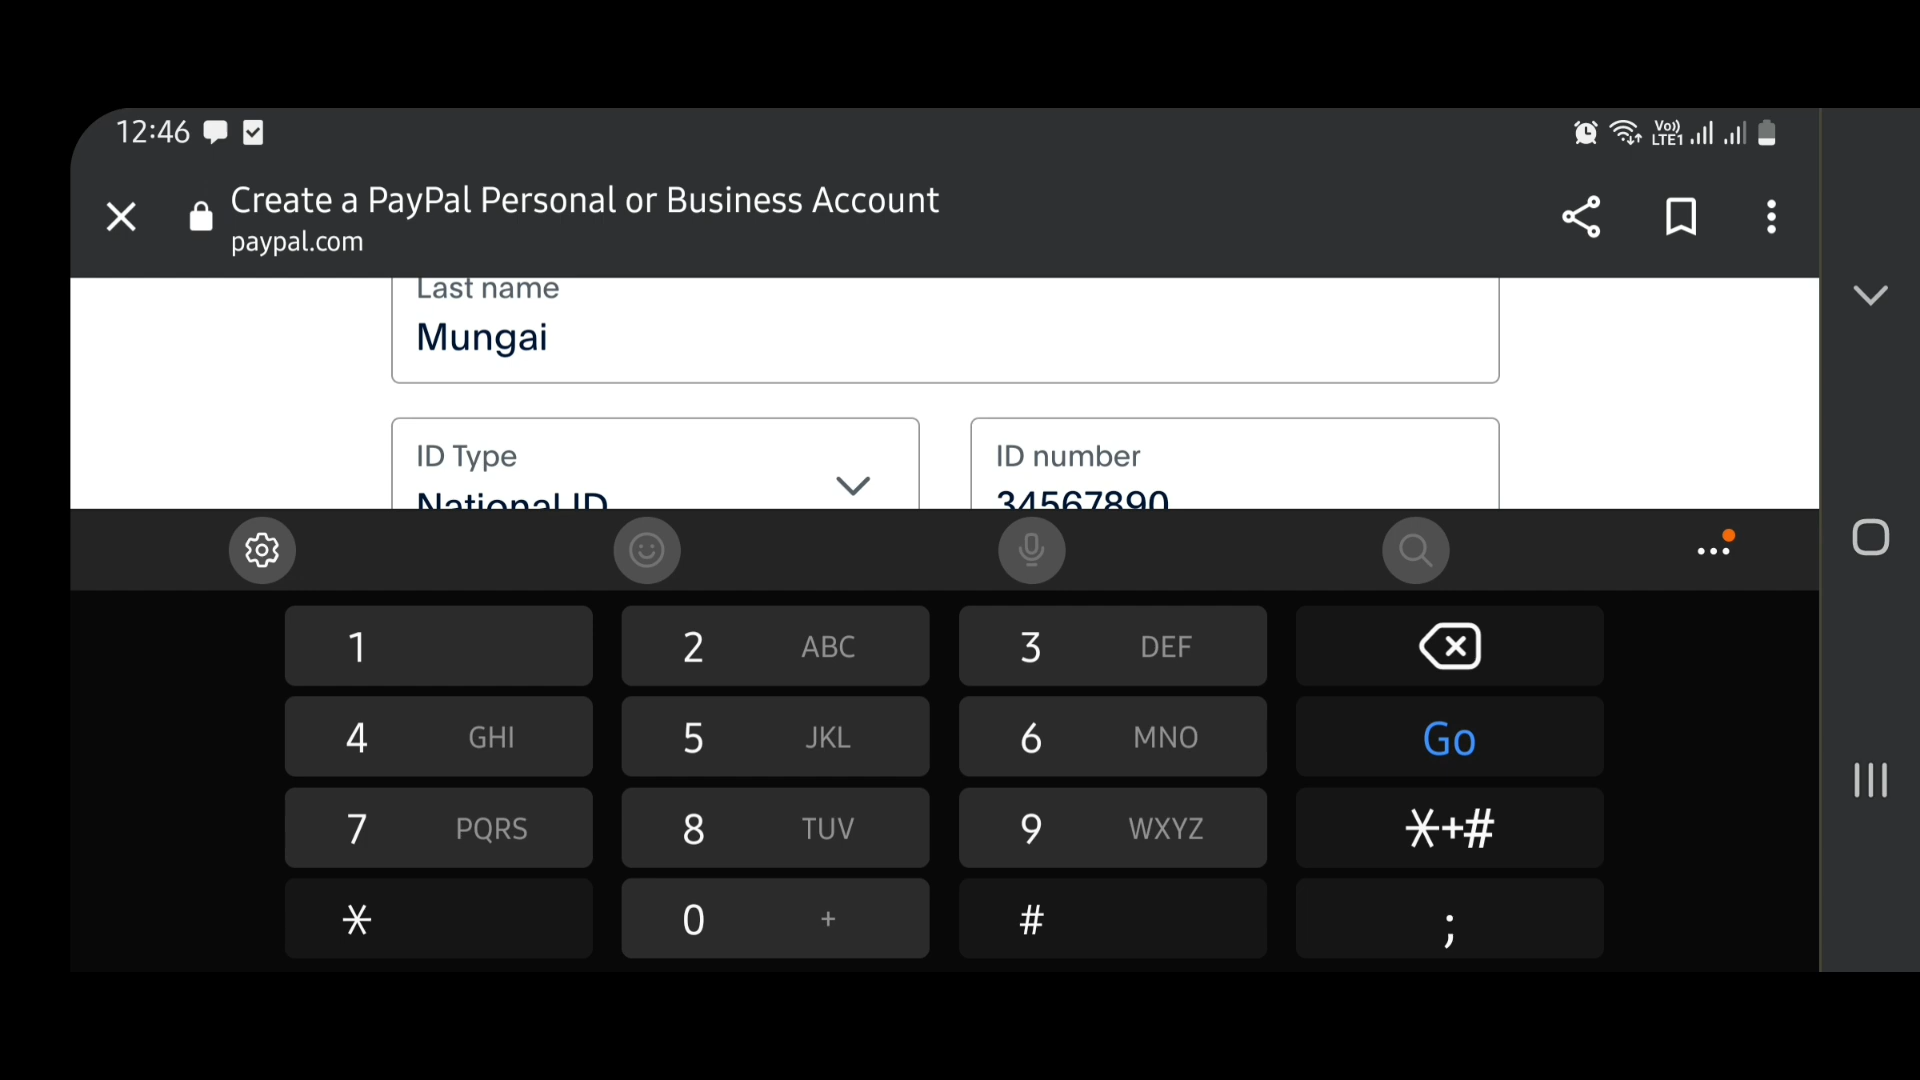 12:46
Vo))
LTE1
Create a PayPal Personal or Business Account
paypal.com
Last name
Mungai
ID Type
ID number
National ID
34567890
1
2 ABC
3 DEF
4 GHI
5 JKL
6 MNO
Go
7 PQRS
8 TUV
9 WXYZ
*+#
*
0 +
#
;